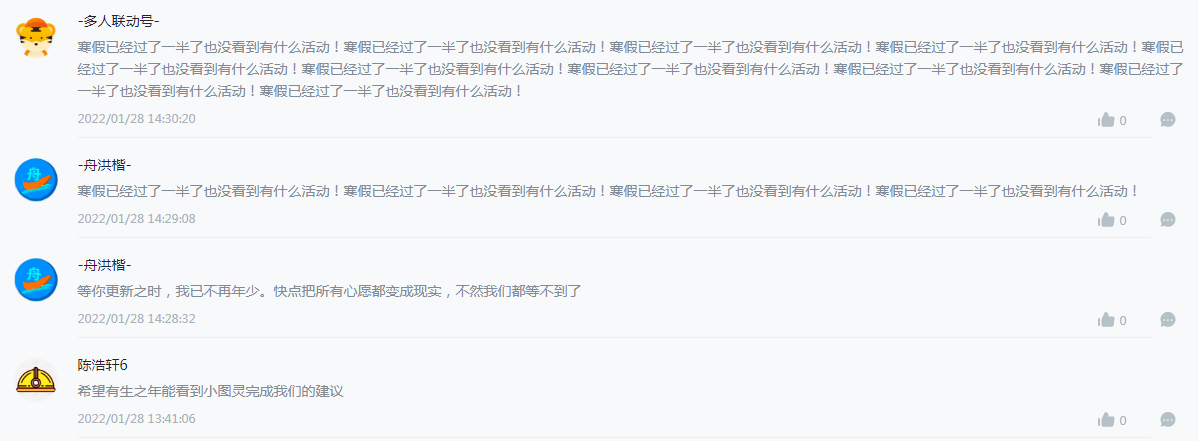 -多人联动号-
寒假已经过了一半了也没看到有什么活动！寒假已经过了一半了也没看到有什么活动！寒假已经过了一半了也没看到有什么活动！寒假已经过了一半了也没看到有什么活动！寒假已
经过了一半了也没看到有什么活动！寒假已经过了一半了也没看到有什么活动！寒假已经过了一半了也没看到有什么活动！寒假已经过了一半了也没看到有什么活动！寒假已经过了
一半了也没看到有什么活动！寒假已经过了一半了也没看到有什么活动！
2022/01/28 14:30:20
0
舟
-舟洪楷-
寒假已经过了一半了也没看到有什么活动！寒假已经过了一半了也没看到有什么活动！寒假已经过了一半了也没看到有什么活动！寒假已经过了一半了也没看到有什么活动！
2022/01/28 14:29:08
0
舟
-舟洪楷-
等你更新之时，我已不再年少。快点把所有心愿都变成现实，不然我们都等不到了
2022/01/28 14:28:32
0
陈浩轩6
希望有生之年能看到小图灵完成我们的建议
2022/01/28 13:41:06
0